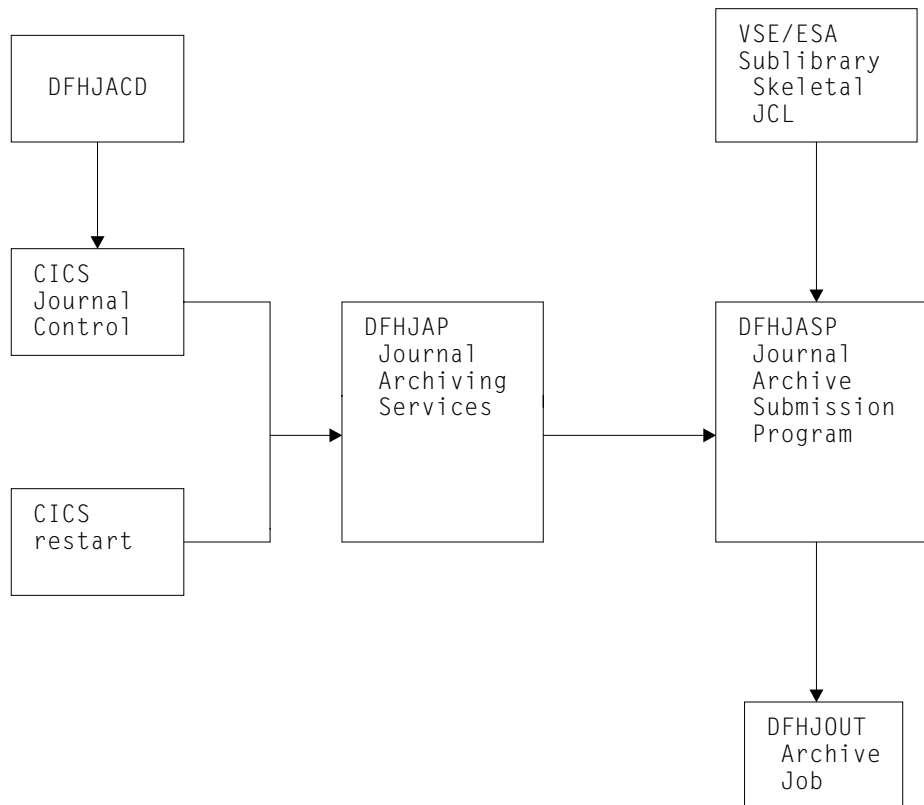 DFHJACD
VSE/ESA
Sublibrary
Skeletal
JCL
CICS
Journal
Control
DFHJAP
Journal
Archiving
Services
DFHJASP
Journal
Archive
Submission
Program
CICS
restart
DFHJOUT
Archive
Job